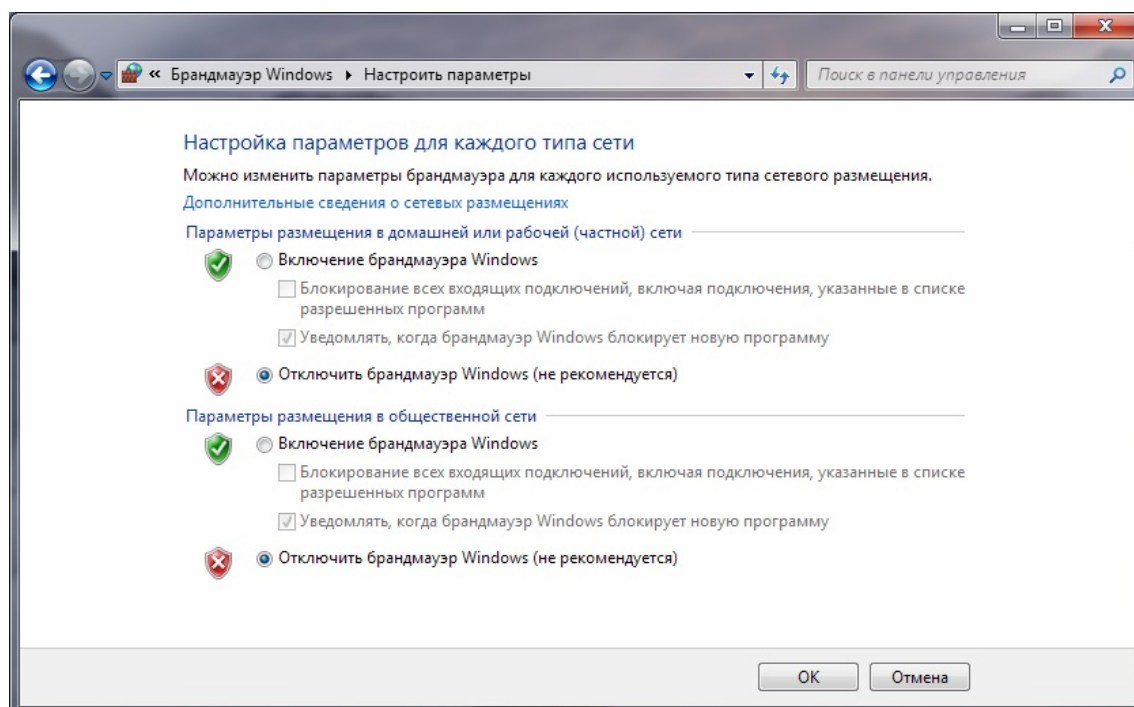 « Брандмауэр Windows ▸ Настроить параметры
Поиск в панели управления
Настройка параметров для каждого типа сети
Можно изменить параметры брандмауэра для каждого используемого типа сетевого размещения.
Дополнительные сведения о сетевых размещениях
Параметры размещения в домашней или рабочей (частной) сети
Включение брандмауэра Windows
Блокирование всех входящих подключений, включая подключения, указанные в списке
разрешенных программ
Уведомлять, когда брандмауэр Windows блокирует новую программу
Отключить брандмауэр Windows (не рекомендуется)
Параметры размещения в общественной сети
Включение брандмауэра Windows
Блокирование всех входящих подключений, включая подключения, указанные в списке
разрешенных программ
Уведомлять, когда брандмауэр Windows блокирует новую программу
Отключить брандмауэр Windows (не рекомендуется)
ОК Отмена